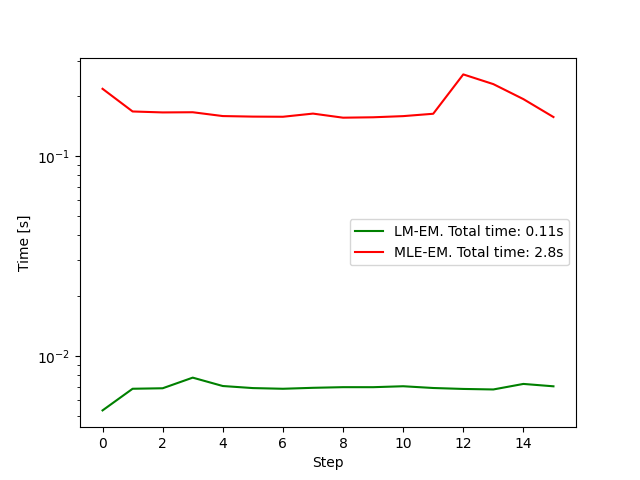 10⁻¹
10⁻²
Time [s]
LM-EM. Total time: 0.11s
MLE-EM. Total time: 2.8s
0 2 4 6 8 10 12 14
Step